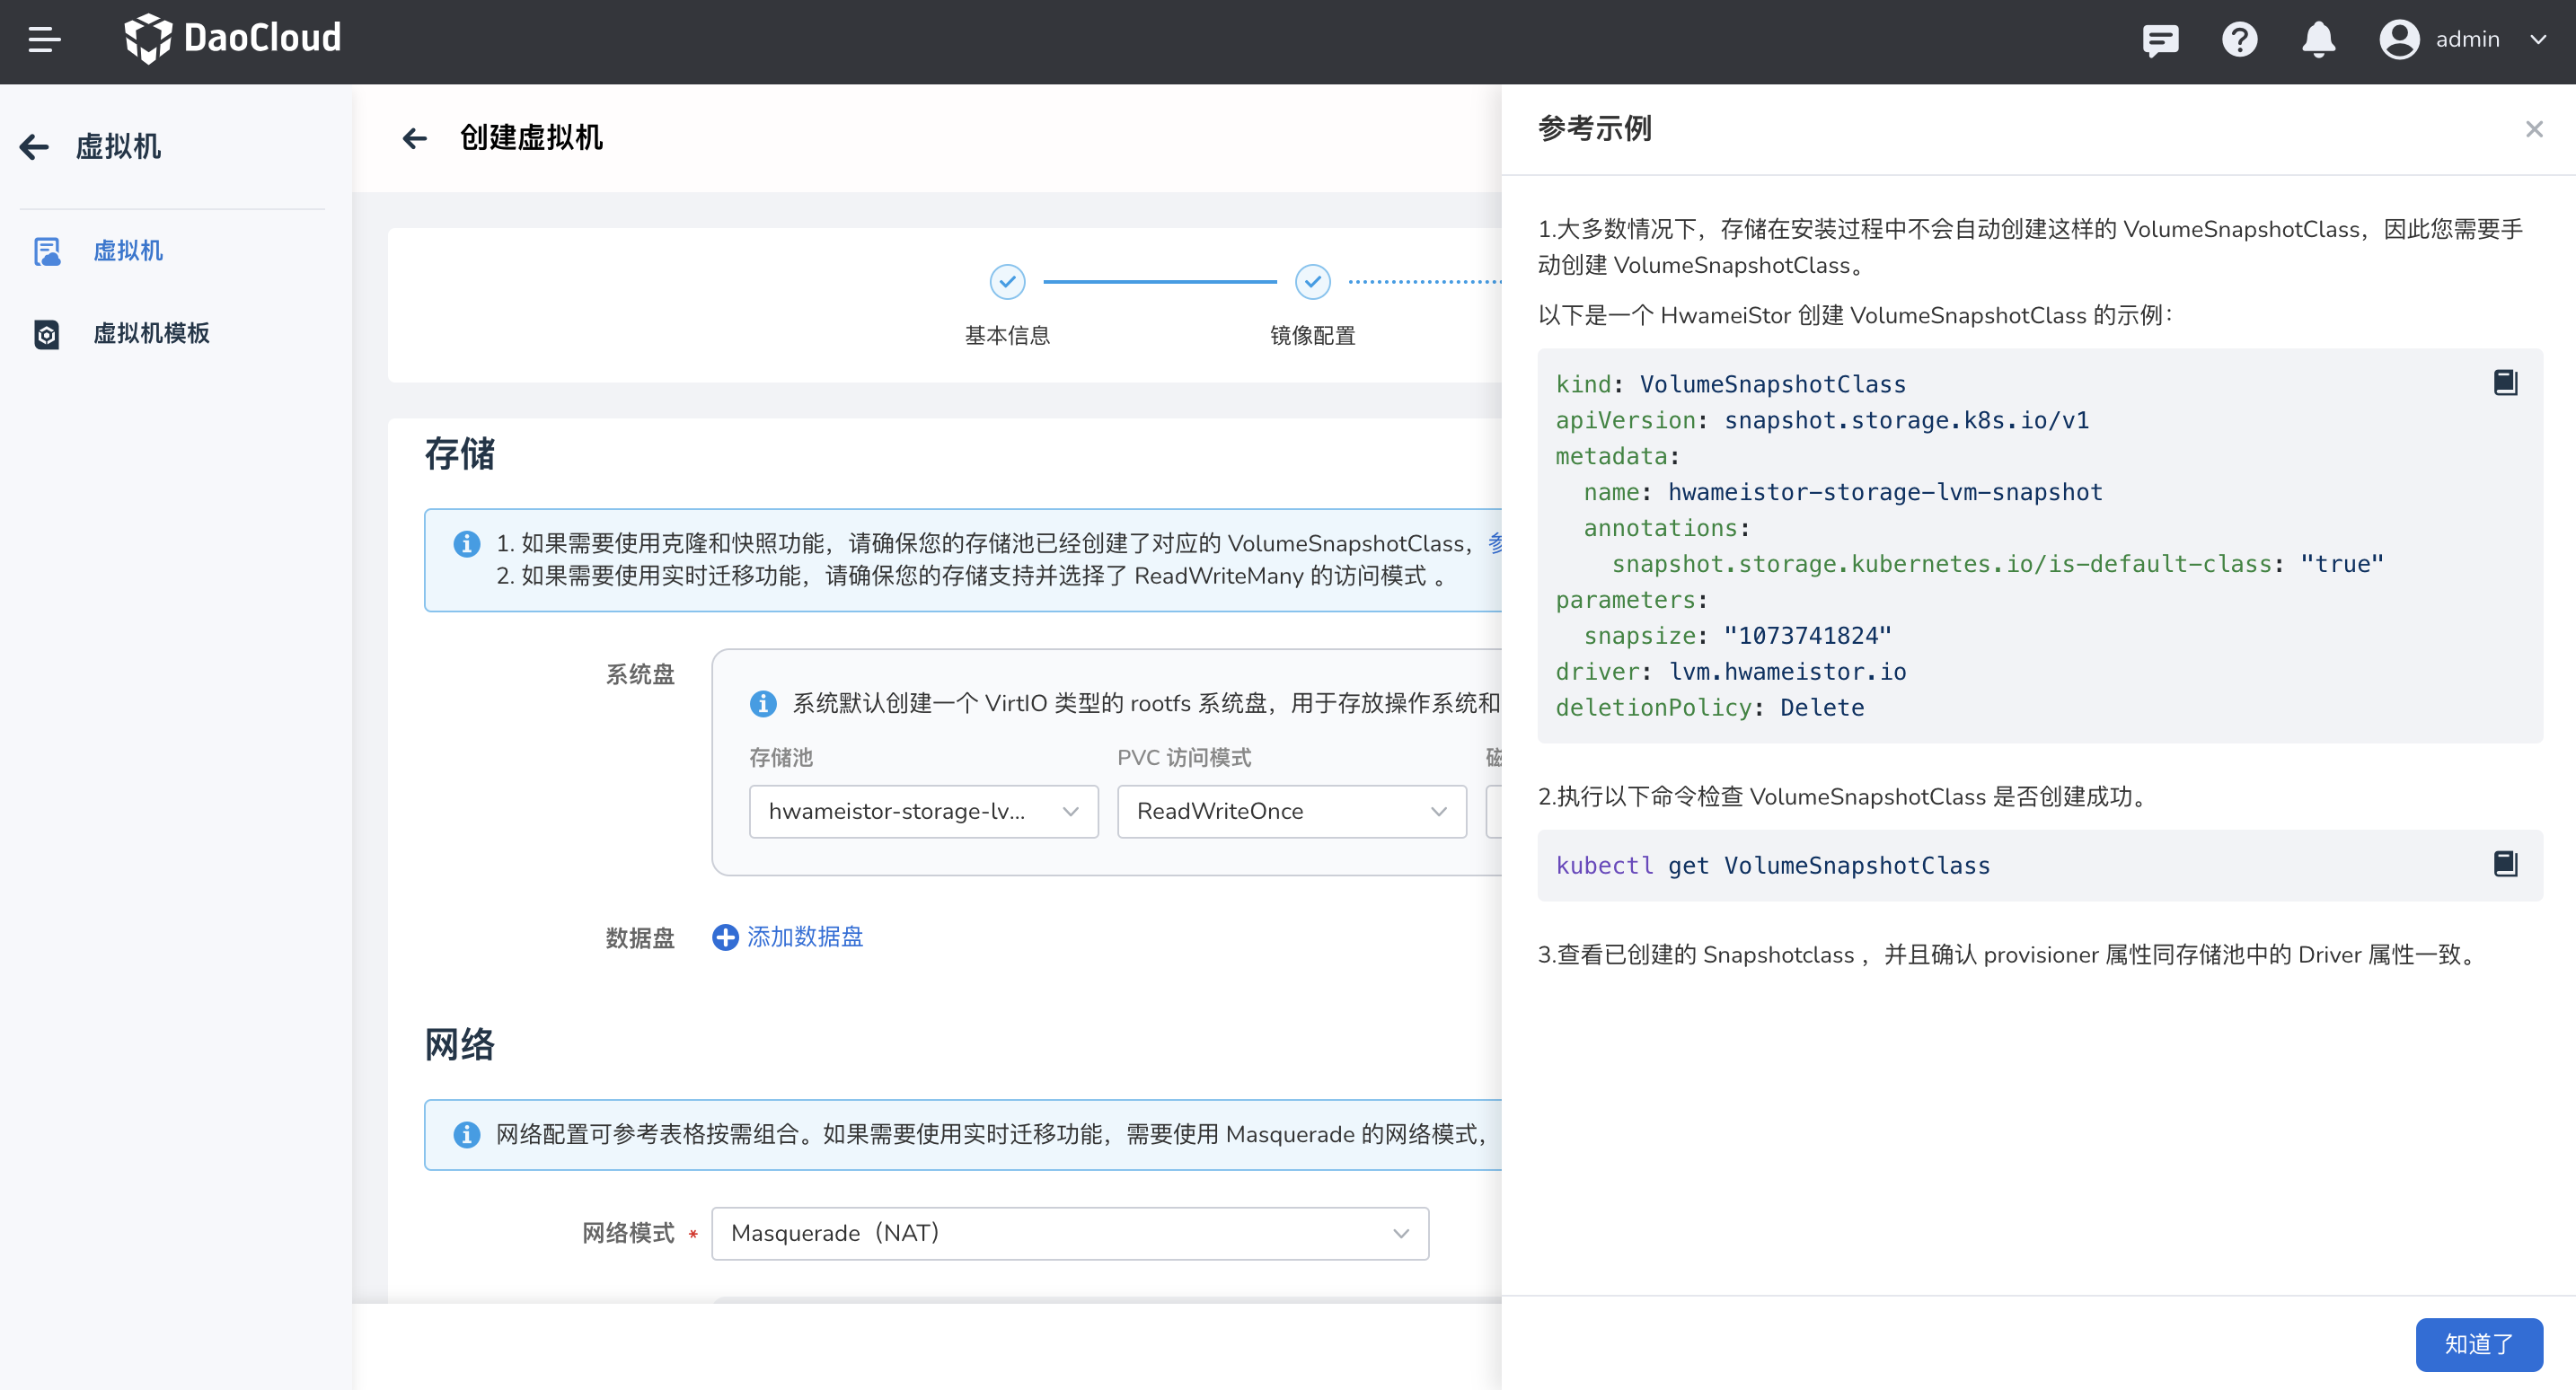 DaoCloud
admin
虚拟机
虚拟机
虚拟机模板
创建虚拟机
基本信息
镜像配置
存储
1. 如果需要使用克隆和快照功能，请确保您的存储池已经创建了对应的 VolumeSnapshotClass，参
2. 如果需要使用实时迁移功能，请确保您的存储支持并选择了 ReadWriteMany 的访问模式 。
系统盘
系统默认创建一个 VirtIO 类型的 rootfs 系统盘，用于存放操作系统和
存储池
PVC 访问模式
磁
hwameistor-storage-lv...
ReadWriteOnce
数据盘
添加数据盘
网络
网络配置可参考表格按需组合。如果需要使用实时迁移功能，需要使用 Masquerade 的网络模式，
网络模式 *
Masquerade（NAT）
参考示例
1.大多数情况下，存储在安装过程中不会自动创建这样的 VolumeSnapshotClass，因此您需要手
动创建 VolumeSnapshotClass。
以下是一个 HwameiStor 创建 VolumeSnapshotClass 的示例：
kind: VolumeSnapshotClass
apiVersion: snapshot.storage.k8s.io/v1
metadata:
  name: hwameistor-storage-lvm-snapshot
  annotations:
    snapshot.storage.kubernetes.io/is-default-class: "true"
parameters:
  snapsize: "1073741824"
driver: lvm.hwameistor.io
deletionPolicy: Delete
2.执行以下命令检查 VolumeSnapshotClass 是否创建成功。
kubectl get VolumeSnapshotClass
3.查看已创建的 Snapshotclass ，并且确认 provisioner 属性同存储池中的 Driver 属性一致。
知道了